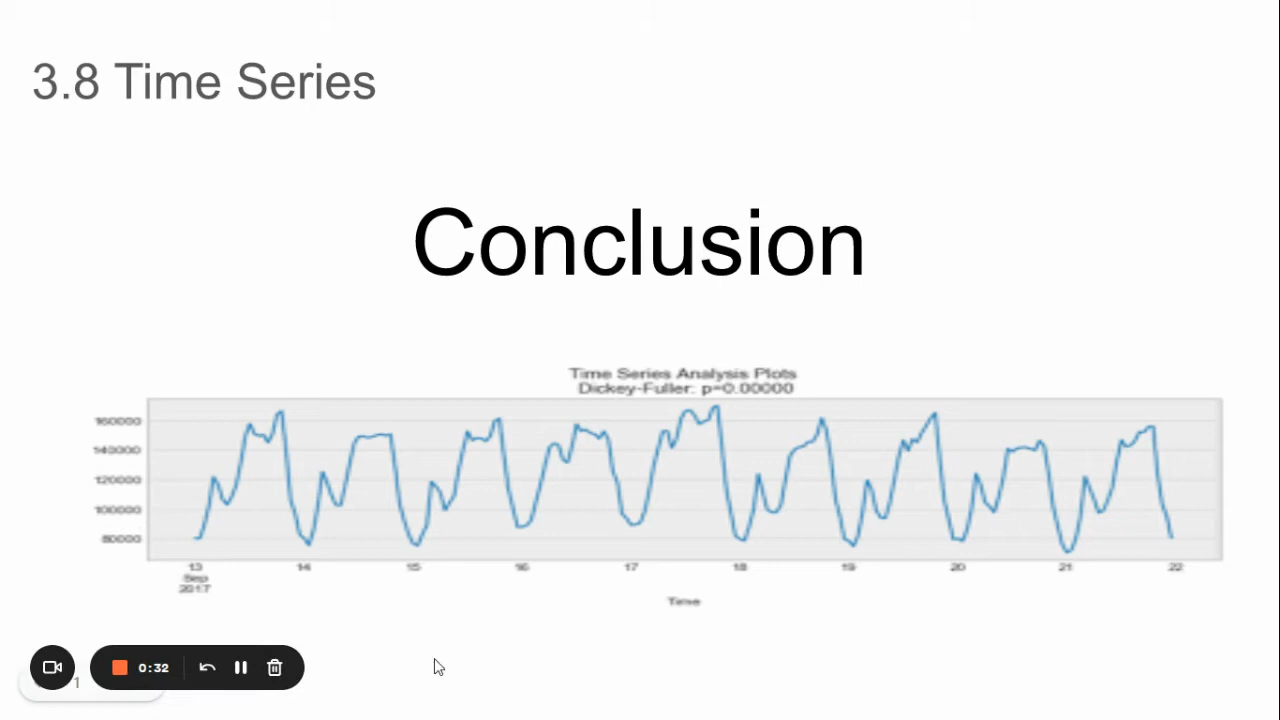 3.8 Time Series
Conclusion
Time Series Analysis Plots
Dickey-Fuller: p=0.00000
160000
140000
120000
100000
80000
13 14 15 16 17 18 19 20 21 22
Sep
2017
Time
0:32
1